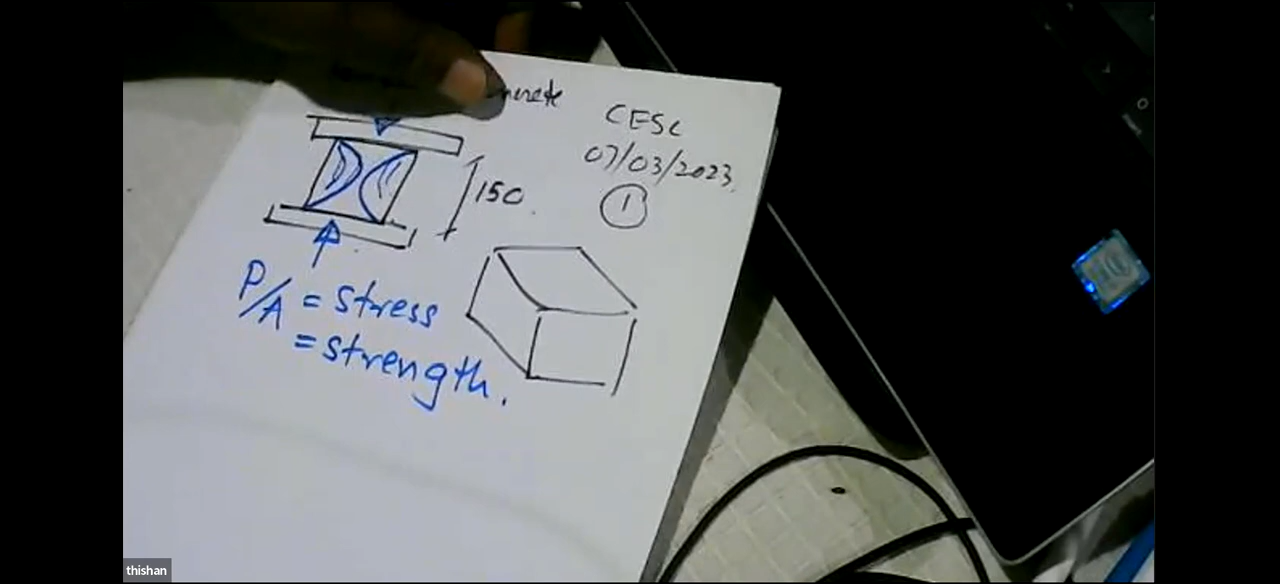 CESC
07/03/2023
1
150
P/A = Stress
= Strength.
thishan